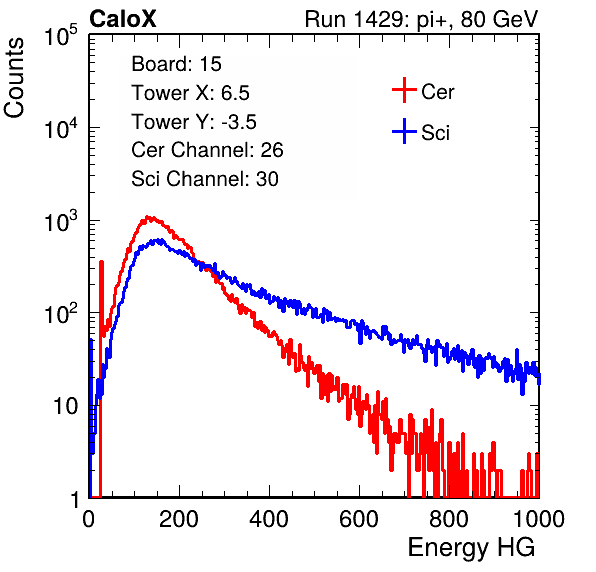 CaloX Run 1429: pi+, 80 GeV
Counts
Board: 15
Tower X: 6.5
Tower Y: -3.5
Cer Channel: 26
Sci Channel: 30
Cer
Sci
10^5
10^4
10^3
10^2
10
1
0 200 400 600 800 1000
Energy HG